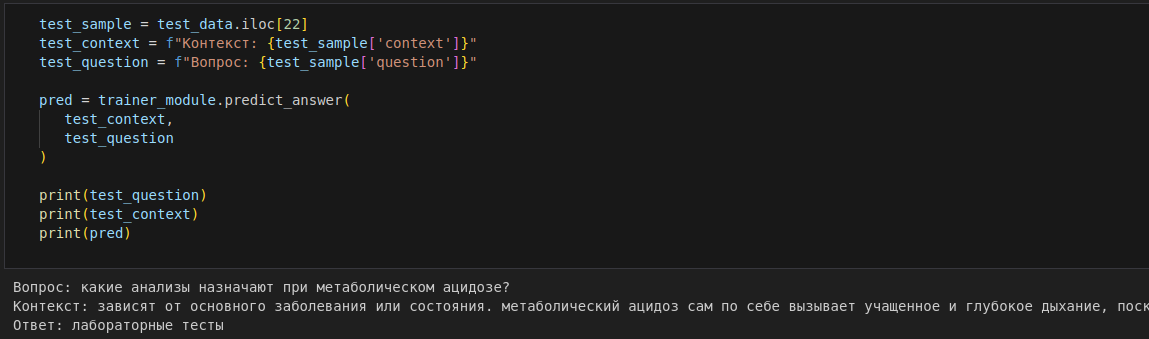 test_sample = test_data.iloc[22]
test_context = f"Контекст: {test_sample['context']}"
test_question = f"Вопрос: {test_sample['question']}"
pred = trainer_module.predict_answer(
test_context,
test_question
)
print(test_question)
print(test_context)
print(pred)
Вопрос: какие анализы назначают при метаболическом ацидозе?
Контекст: зависят от основного заболевания или состояния. метаболический ацидоз сам по себе вызывает учащенное и глубокое дыхание, поск
Ответ: лабораторные тесты